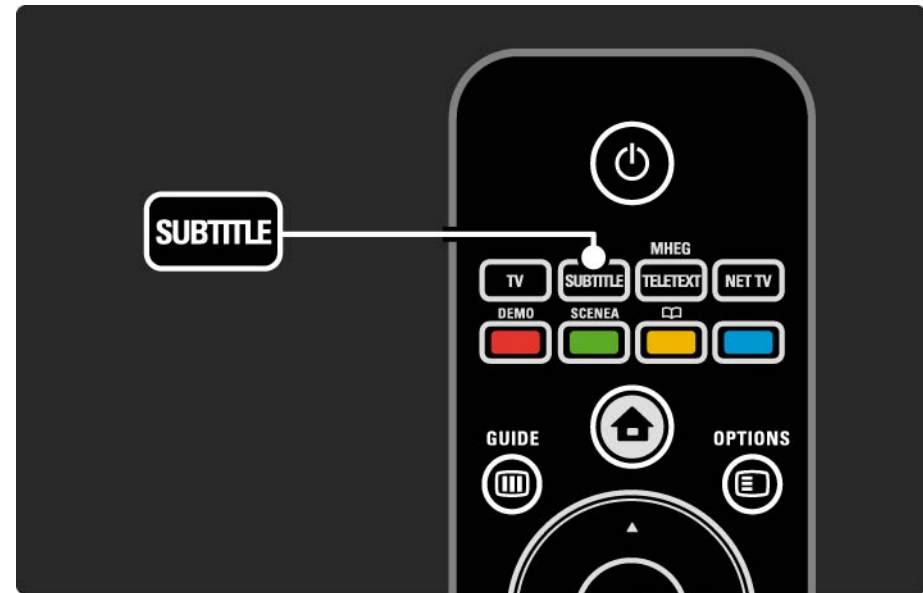 SUBTITLE
MHEG
TV SUBTITLE TELETEXT NET TV
DEMO SCENEA
GUIDE OPTIONS